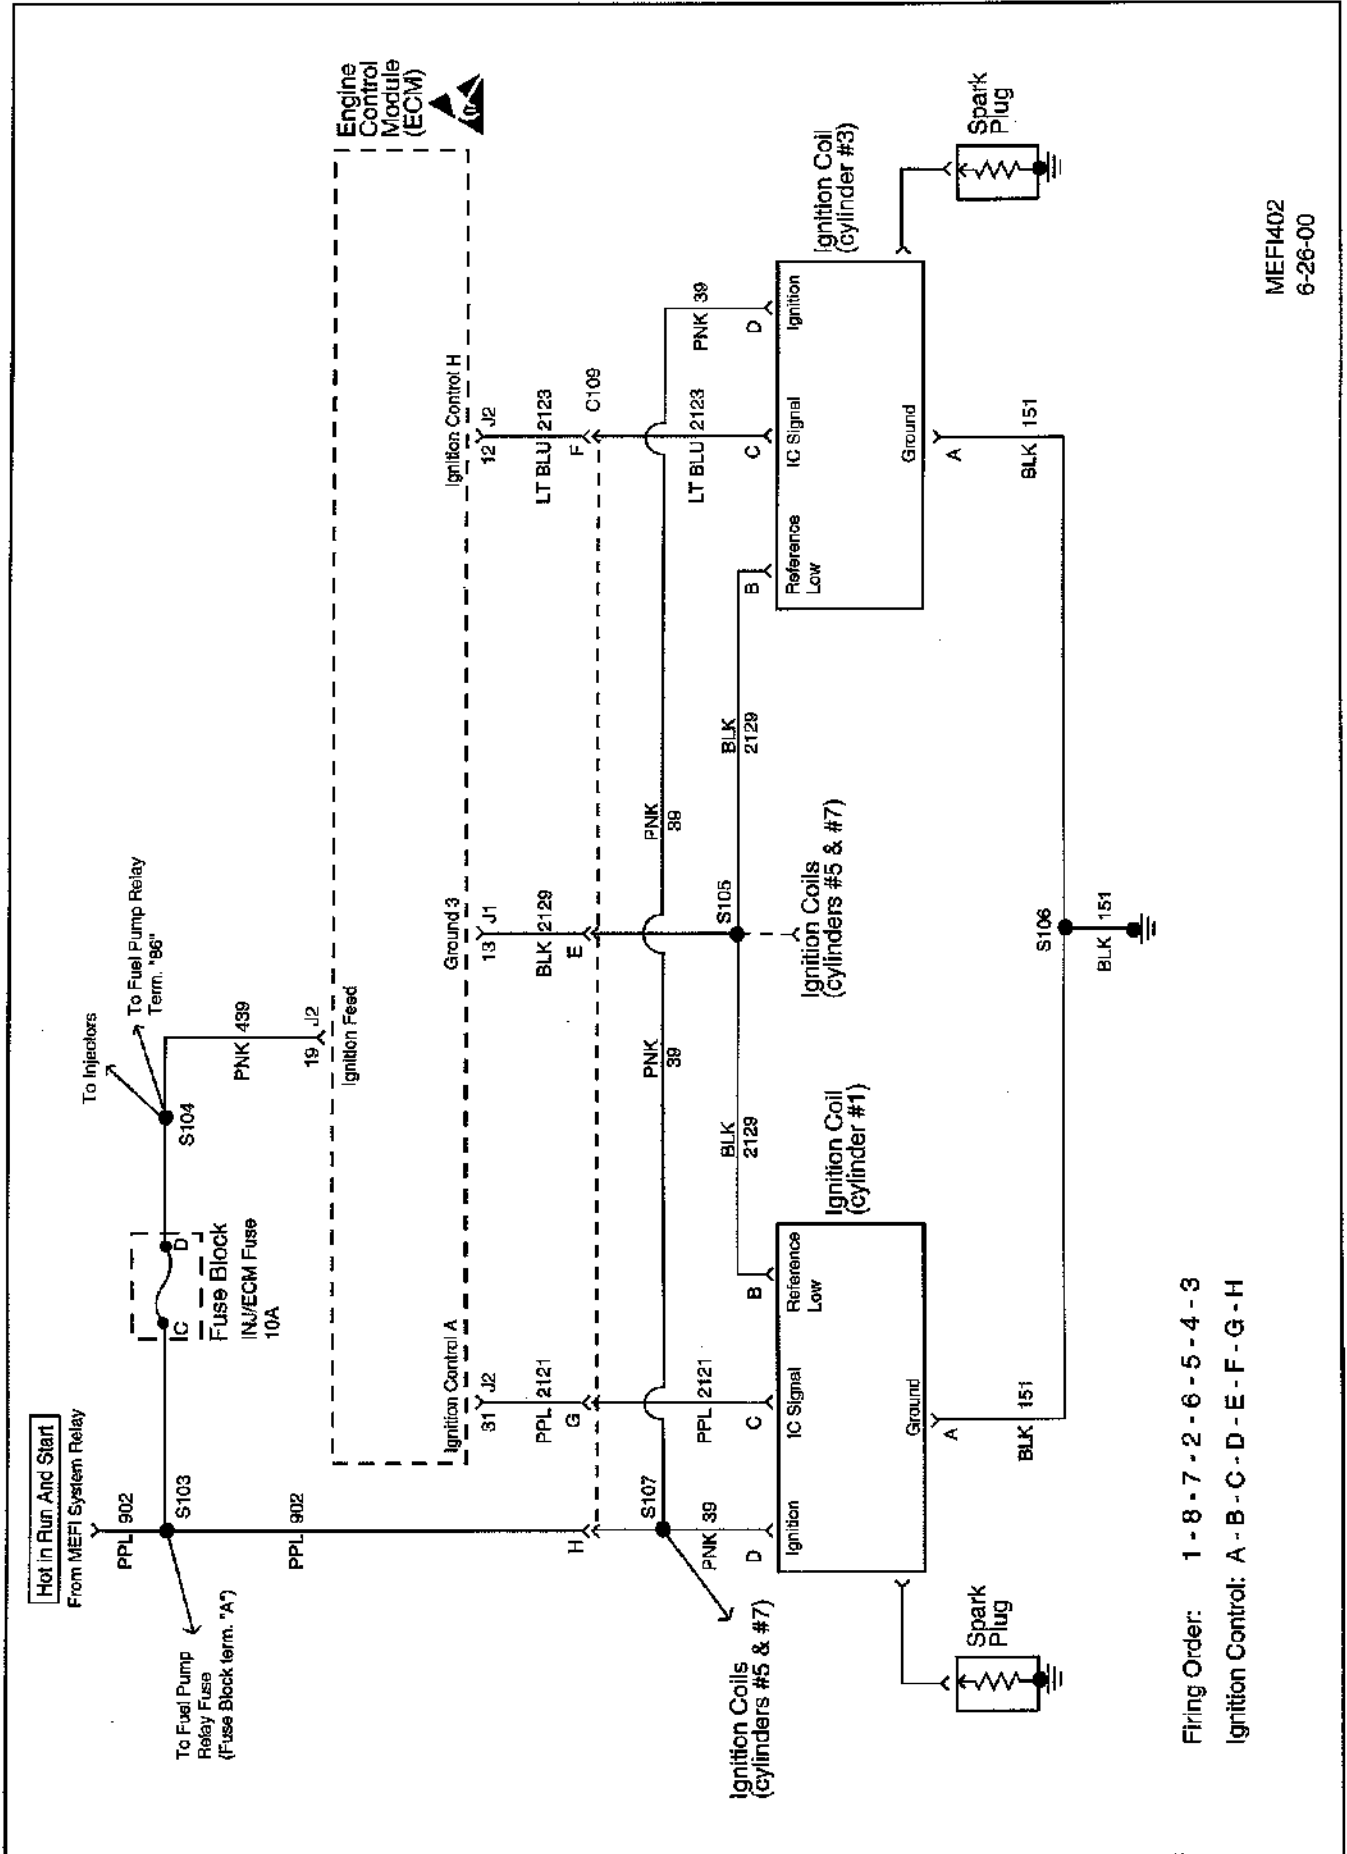 Hot in Run And Start
From MEFI System Relay
PPL 902
S103
To Fuel Pump
Relay Fuse
(Fuse Block term. "A")
PPL 902
C
D
Fuse Block
INJ/ECM Fuse
10A
To Injectors
To Fuel Pump Relay
Term. "86"
S104
PNK 439
19
J2
Ignition Feed
Engine
Control
Module
(ECM)
Ignition Control A
Ground 3
Ignition Control H
31
J2
13
J1
12
J2
PPL 2121
BLK 2129
LT BLU 2123
H
G
E
F
C109
S107
PNK
39
PNK
39
PNK 39
PPL 2121
LT BLU 2123
PNK 39
Ignition Coils
(cylinders #5 & #7)
BLK
2129
S105
BLK
2129
Ignition Coils
(cylinders #5 & #7)
D
C
B
Ignition
IC Signal
Reference
Low
Ground
Ignition Coil
(cylinder #1)
B
C
D
Reference
Low
IC Signal
Ignition
Ground
Ignition Coil
(cylinder #3)
Spark
Plug
A
BLK 151
S106
BLK 151
A
BLK 151
Spark
Plug
Firing Order: 1 - 8 - 7 - 2 - 6 - 5 - 4 - 3
Ignition Control: A - B - C - D - E - F - G - H
MEFI402
6-26-00